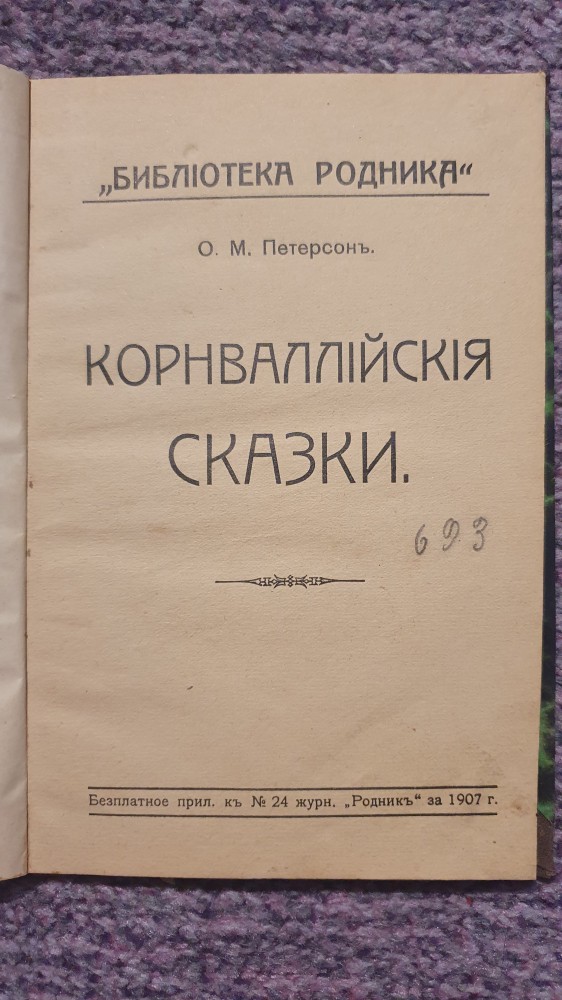 „БИБЛІОТЕКА РОДНИКА“
О. М. Петерсонъ.
КОРНВАЛЛІЙСКІЯ
СКАЗКИ.
693
Безплатное прил. къ № 24 журн. „Родникъ“ за 1907 г.